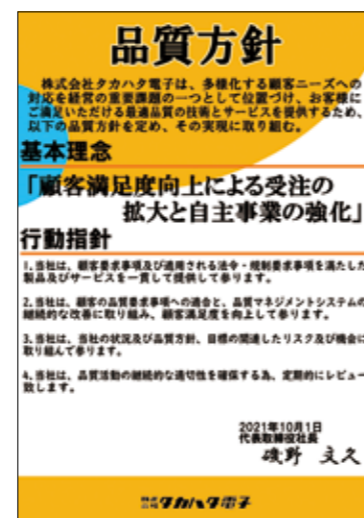 品質方針
株式会社タカハタ電子は、多様化する顧客ニーズへの
対応を経営の重要課題の一つとして位置づけ、お客様に
ご満足いただける最適品質の技術とサービスを提供するため、
以下の品質方針を定め、その実現に取り組む。
基本理念
「顧客満足度向上による受注の
拡大と自主事業の強化」
行動指針
1.当社は、顧客要求事項及び適用される法令・規制要求事項を満たした
製品及びサービスを一貫して提供して参ります。
2.当社は、顧客の品質要求事項への適合と、品質マネジメントシステムの
継続的な改善に取り組み、顧客満足度を向上して参ります。
3.当社は、当社の状況及び品質方針、目標の関連したリスク及び機会に
取り組んで参ります。
4.当社は、品質活動の継続的な適切性を確保する為、定期的にレビュー
致します。
2021年10月1日
代表取締役社長
磯野 文久
株式会社タカハタ電子